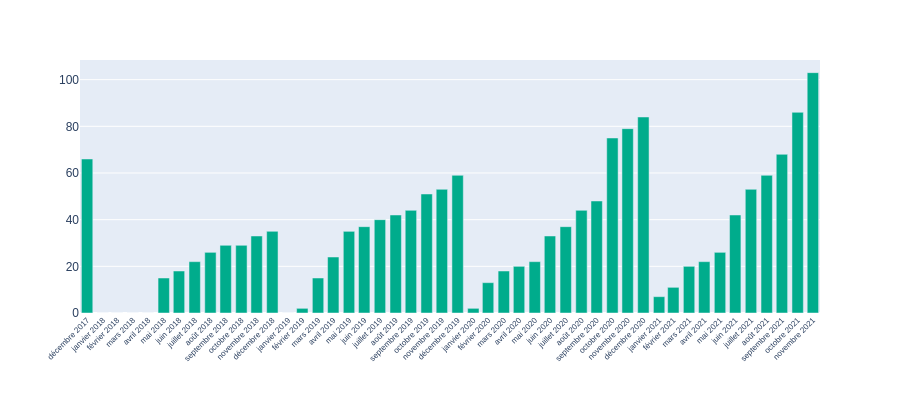 100
80
60
40
20
0
décembre 2017
janvier 2018
février 2018
mars 2018
avril 2018
mai 2018
juin 2018
juillet 2018
août 2018
septembre 2018
octobre 2018
novembre 2018
décembre 2018
janvier 2019
février 2019
mars 2019
avril 2019
mai 2019
juin 2019
juillet 2019
août 2019
septembre 2019
octobre 2019
novembre 2019
décembre 2019
janvier 2020
février 2020
mars 2020
avril 2020
mai 2020
juin 2020
juillet 2020
août 2020
septembre 2020
octobre 2020
novembre 2020
décembre 2020
janvier 2021
février 2021
mars 2021
avril 2021
mai 2021
juin 2021
juillet 2021
août 2021
septembre 2021
octobre 2021
novembre 2021